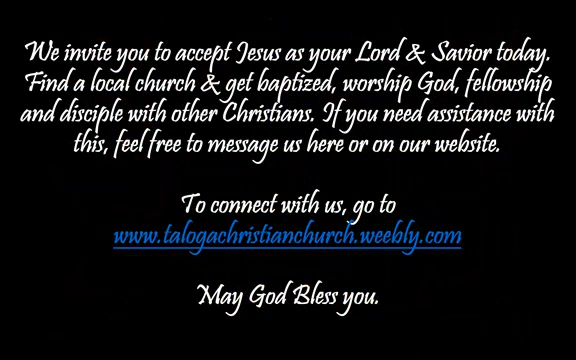 We invite you to accept Jesus as your Lord & Savior today.
Find a local church & get baptized, worship God, fellowship
and disciple with other Christians. If you need assistance with
this, feel free to message us here or on our website.
To connect with us, go to
www.talogachristianchurch.weebly.com
May God Bless you.